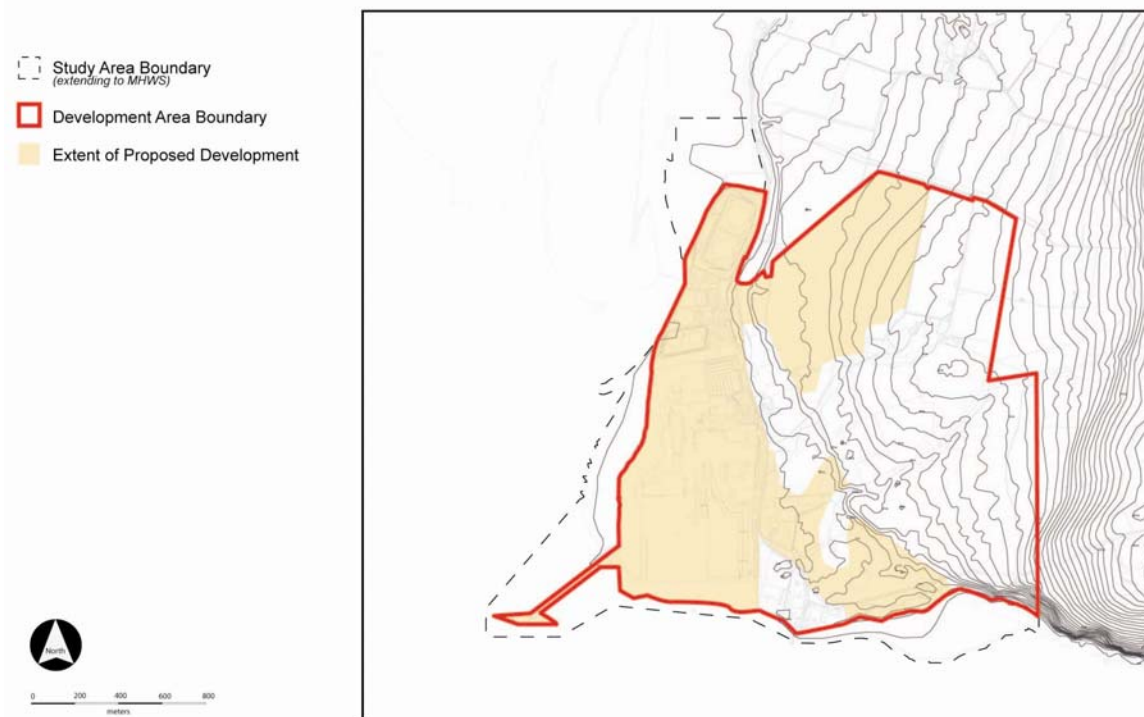 Study Area Boundary
(extending to MHWS)
Development Area Boundary
Extent of Proposed Development
North
0 200 400 600 800
meters